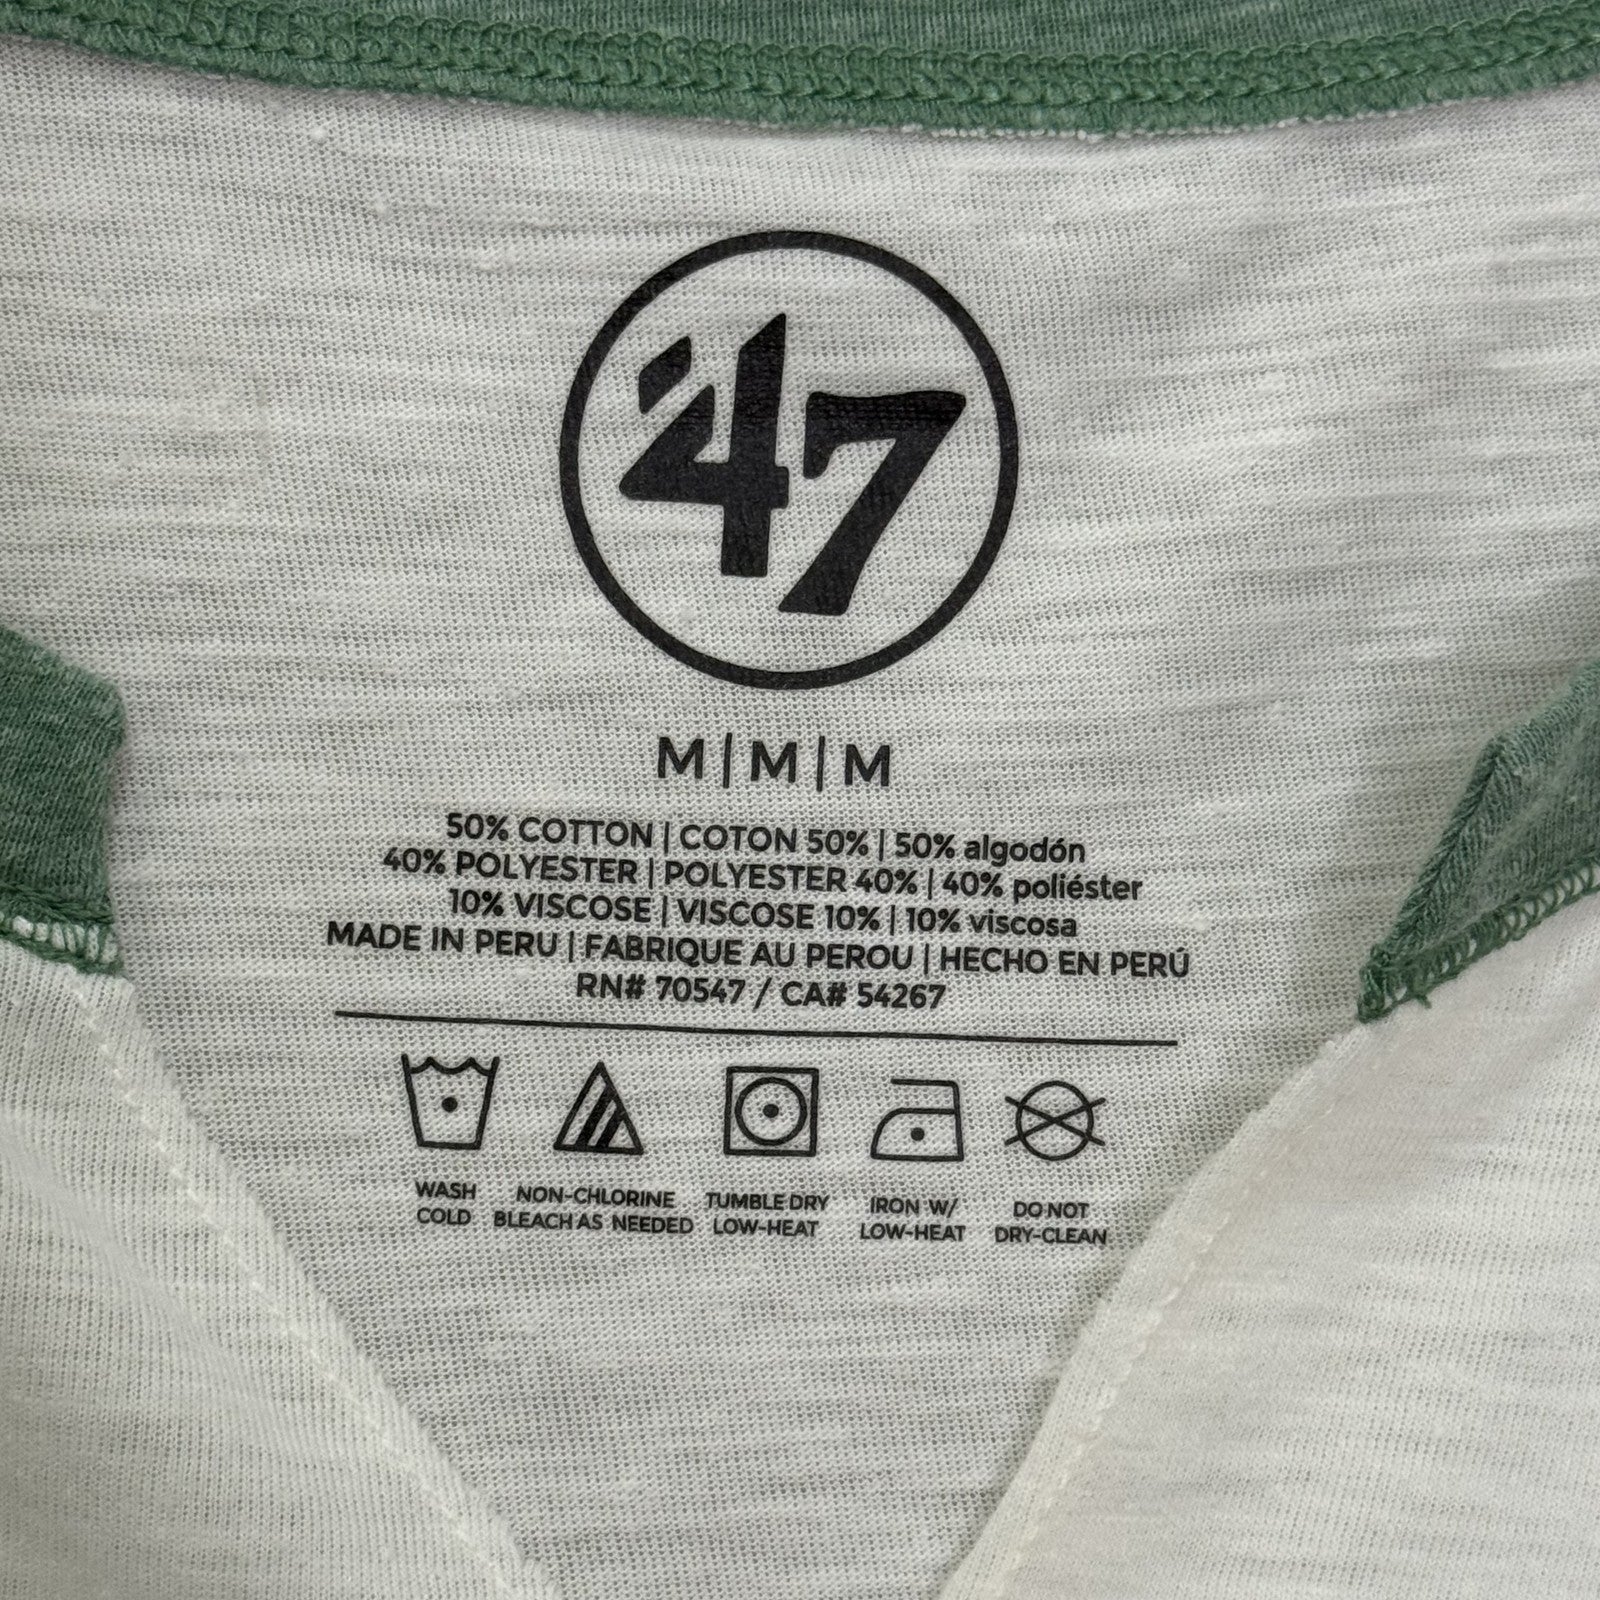 '47
M | M | M
50% COTTON | COTON 50% | 50% algodón
40% POLYESTER | POLYESTER 40% | 40% poliéster
10% VISCOSE | VISCOSE 10% | 10% viscosa
MADE IN PERU | FABRIQUE AU PEROU | HECHO EN PERÚ
RN# 70547 / CA# 54267
WASH COLD
NON-CHLORINE BLEACH AS NEEDED
TUMBLE DRY LOW-HEAT
IRON W/ LOW-HEAT
DO NOT DRY-CLEAN